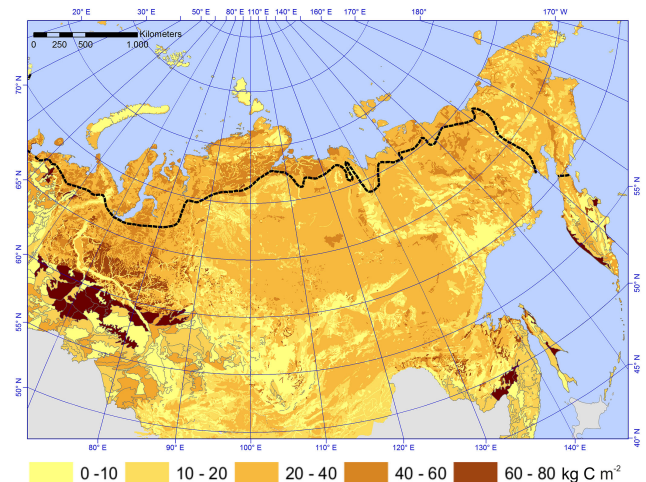 20° E 30° E 50° E 80° E 110° E 140° E 160° E 170° E 180° 170° W
Kilometers
0 250 500 1.000
70° N
65° N
60° N
55° N
50° N
55° N
50° N
45° N
40° N
80° E 90° E 100° E 110° E 120° E 130° E 140° E
0 -10 10 - 20 20 - 40 40 - 60 60 - 80 kg C m⁻²